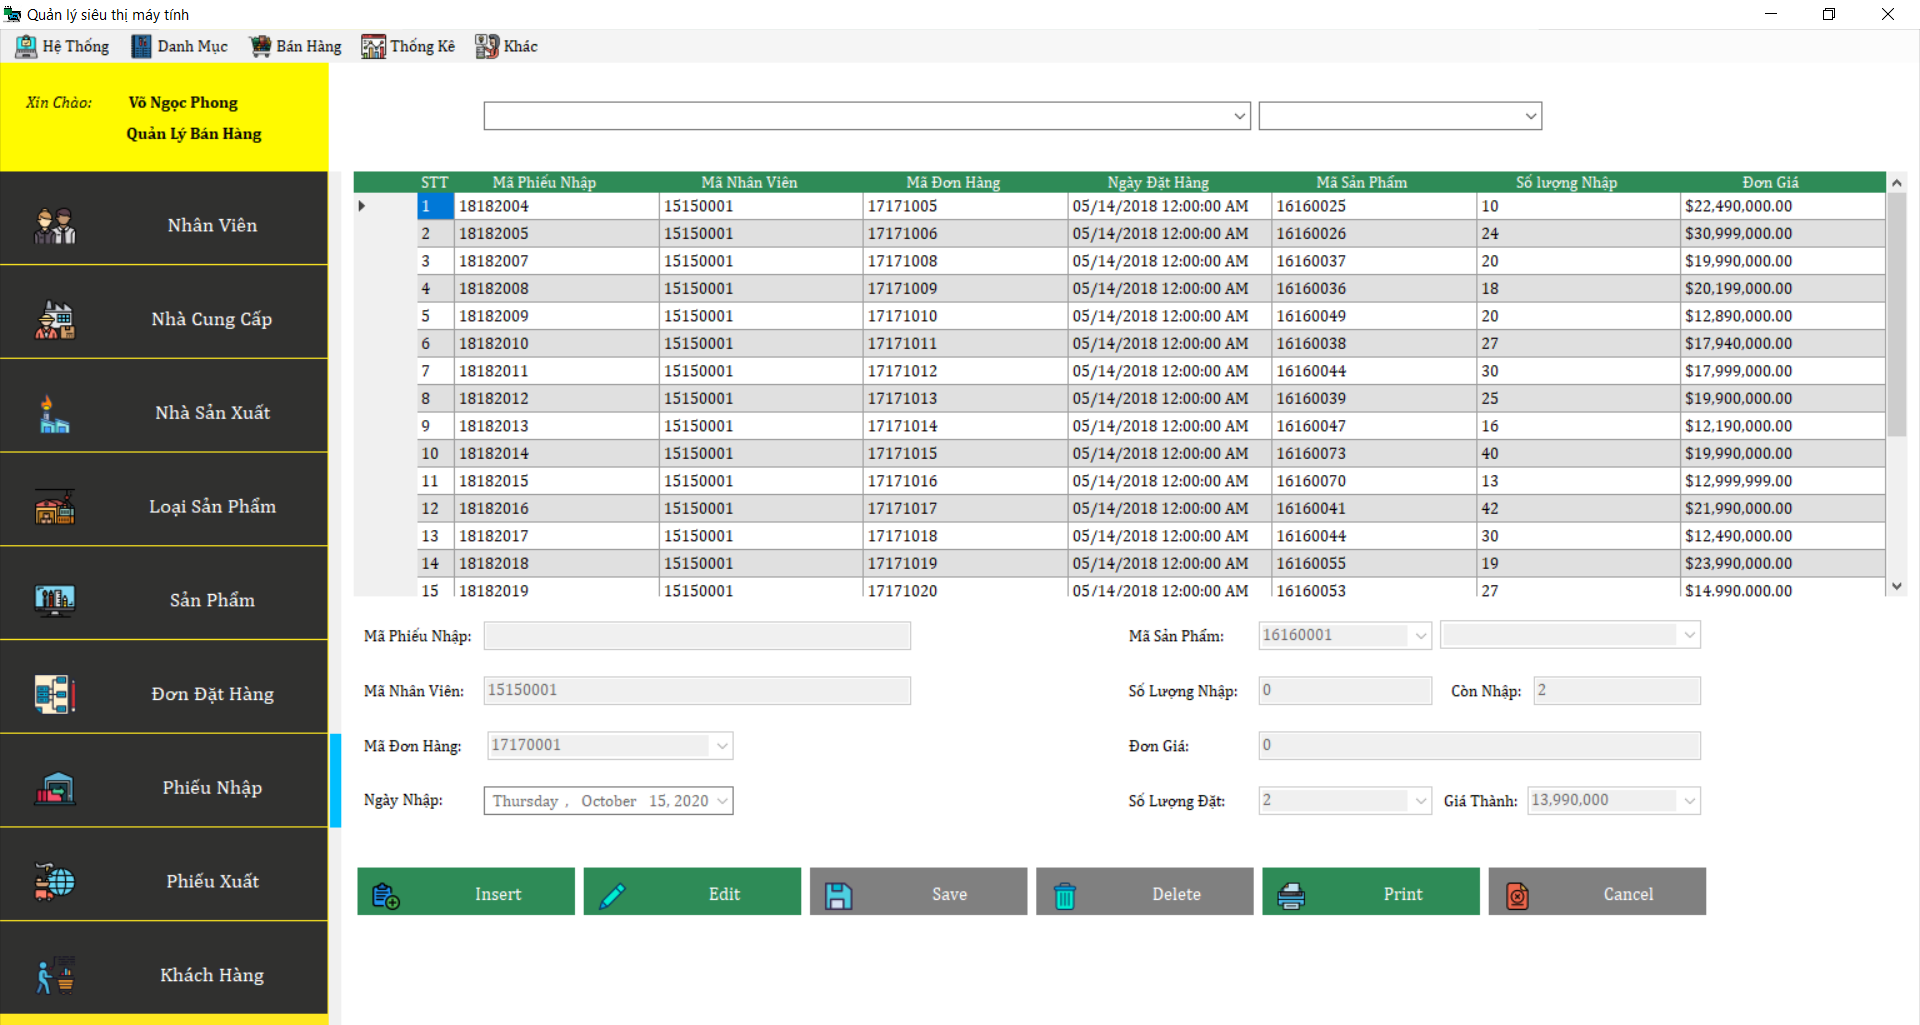 Quản lý siêu thị máy tính
Hệ Thống Danh Mục Bán Hàng Thống Kê Khác
Xin Chào: Võ Ngọc Phong
Quản Lý Bán Hàng
Nhân Viên
Nhà Cung Cấp
Nhà Sản Xuất
Loại Sản Phẩm
Sản Phẩm
Đơn Đặt Hàng
Phiếu Nhập
Phiếu Xuất
Khách Hàng
STT Mã Phiếu Nhập Mã Nhân Viên Mã Đơn Hàng Ngày Đặt Hàng Mã Sản Phẩm Số lượng Nhập Đơn Giá
1 18182004 15150001 17171005 05/14/2018 12:00:00 AM 16160025 10 $22,490,000.00
2 18182005 15150001 17171006 05/14/2018 12:00:00 AM 16160026 24 $30,999,000.00
3 18182007 15150001 17171008 05/14/2018 12:00:00 AM 16160037 20 $19,990,000.00
4 18182008 15150001 17171009 05/14/2018 12:00:00 AM 16160036 18 $20,199,000.00
5 18182009 15150001 17171010 05/14/2018 12:00:00 AM 16160049 20 $12,890,000.00
6 18182010 15150001 17171011 05/14/2018 12:00:00 AM 16160038 27 $17,940,000.00
7 18182011 15150001 17171012 05/14/2018 12:00:00 AM 16160044 30 $17,999,000.00
8 18182012 15150001 17171013 05/14/2018 12:00:00 AM 16160039 25 $19,900,000.00
9 18182013 15150001 17171014 05/14/2018 12:00:00 AM 16160047 16 $12,190,000.00
10 18182014 15150001 17171015 05/14/2018 12:00:00 AM 16160073 40 $19,990,000.00
11 18182015 15150001 17171016 05/14/2018 12:00:00 AM 16160070 13 $12,999,999.00
12 18182016 15150001 17171017 05/14/2018 12:00:00 AM 16160041 42 $21,990,000.00
13 18182017 15150001 17171018 05/14/2018 12:00:00 AM 16160044 30 $12,490,000.00
14 18182018 15150001 17171019 05/14/2018 12:00:00 AM 16160055 19 $23,990,000.00
15 18182019 15150001 17171020 05/14/2018 12:00:00 AM 16160053 27 $14,990,000.00
Mã Phiếu Nhập: Mã Sản Phẩm: 16160001
Mã Nhân Viên: 15150001 Số Lượng Nhập: 0 Còn Nhập: 2
Mã Đơn Hàng: 17170001 Đơn Giá: 0
Ngày Nhập: Thursday , October 15, 2020 Số Lượng Đặt: 2 Giá Thành: 13,990,000
Insert Edit Save Delete Print Cancel